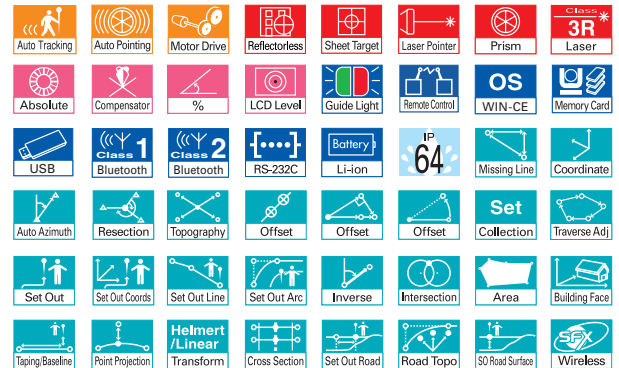 Class
3R
Auto Tracking
Auto Pointing
Motor Drive
Reflectorless
Sheet Target
Laser Pointer
Prism
Laser
OS
Absolute
Compensator
%
LCD Level
Guide Light
Remote Control
WIN-CE
Memory Card
Class 1
Class 2
Battery
IP
64
USB
Bluetooth
Bluetooth
RS-232C
Li-ion
Missing Line
Coordinate
Set
Auto Azimuth
Resection
Topography
Offset
Offset
Offset
Collection
Traverse Adj
Set Out
Set Out Coords
Set Out Line
Set Out Arc
Inverse
Intersection
Area
Building Face
Helmert
/Linear
SFX
Taping/Baseline
Point Projection
Transform
Cross Section
Set Out Road
Road Topo
SO Road Surface
Wireless